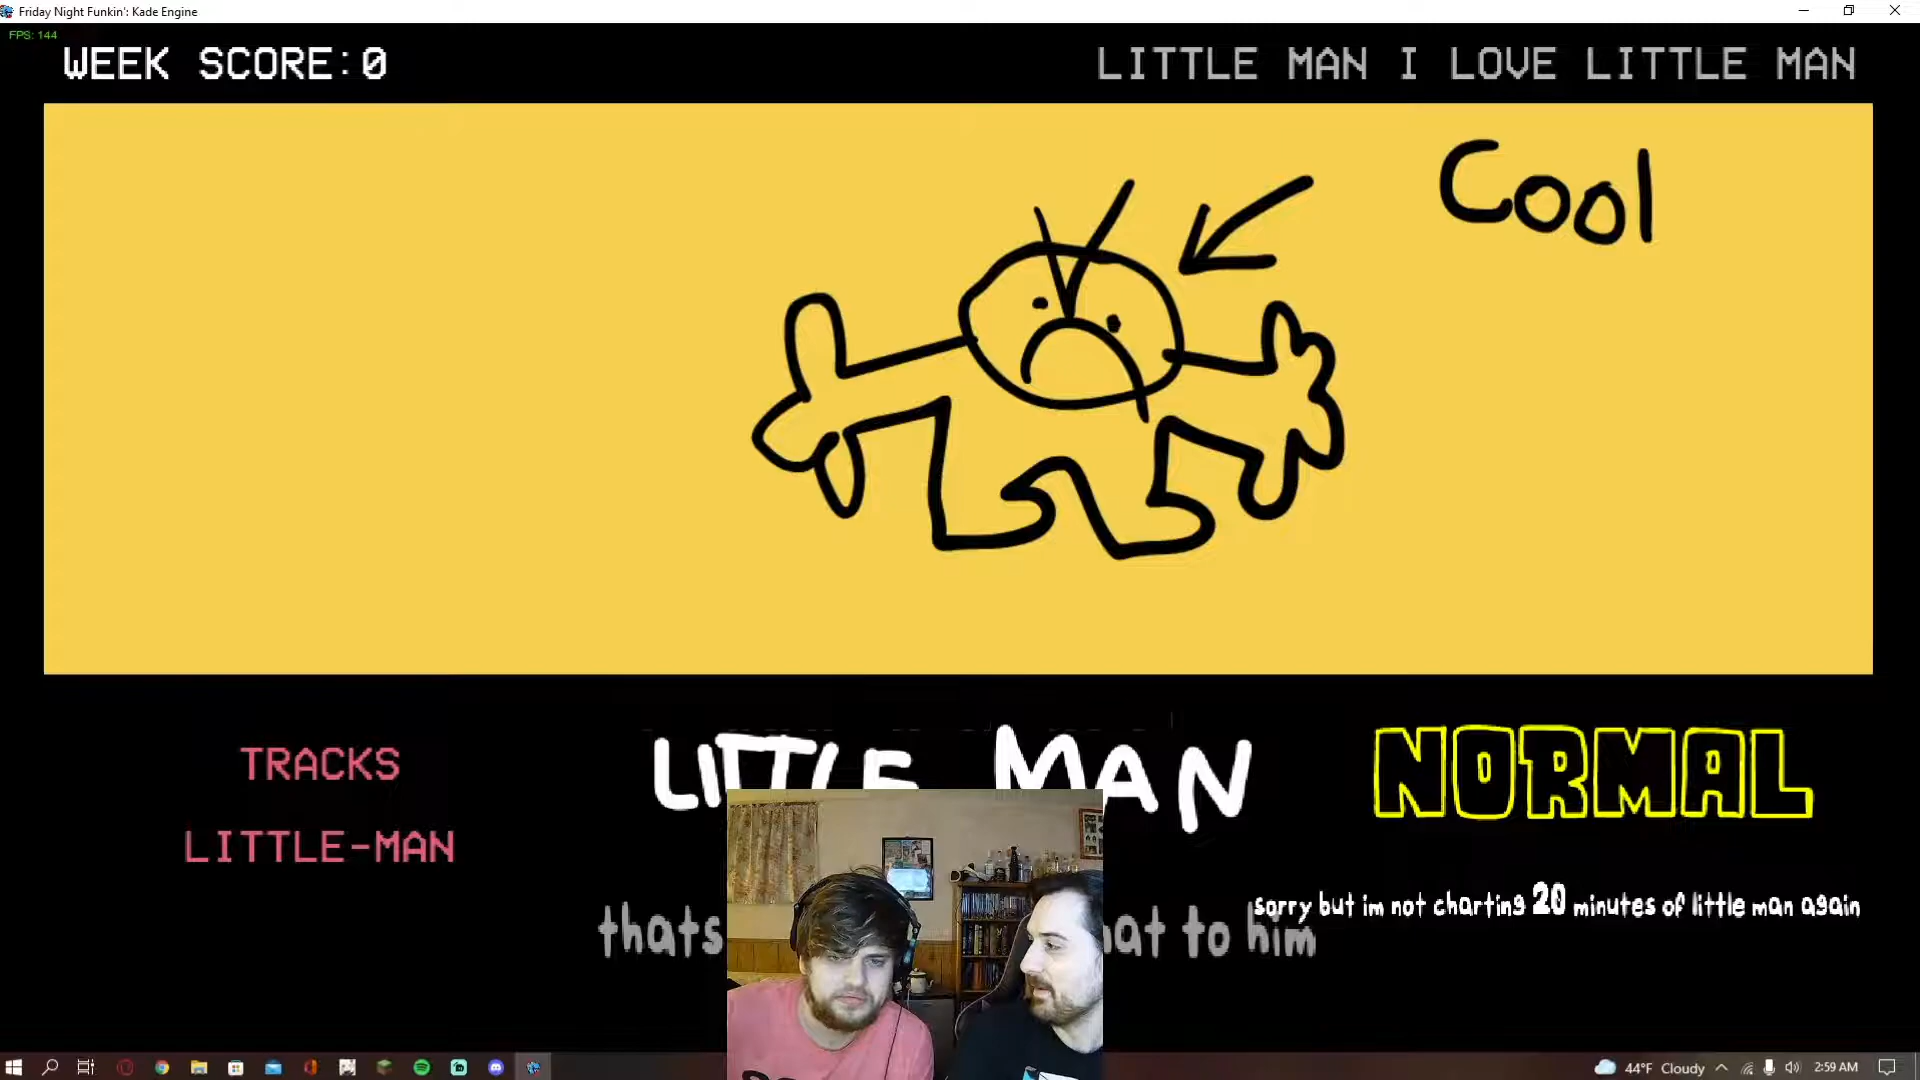 Friday Night Funkin': Kade Engine
FPS: 144
WEEK SCORE:0
LITTLE MAN I LOVE LITTLE MAN
Cool
TRACKS
LITTLE-MAN
LITTLE MAN
NORMAL
sorry but im not charting 20 minutes of little man again
thats
to him
44°F Cloudy
2:59 AM